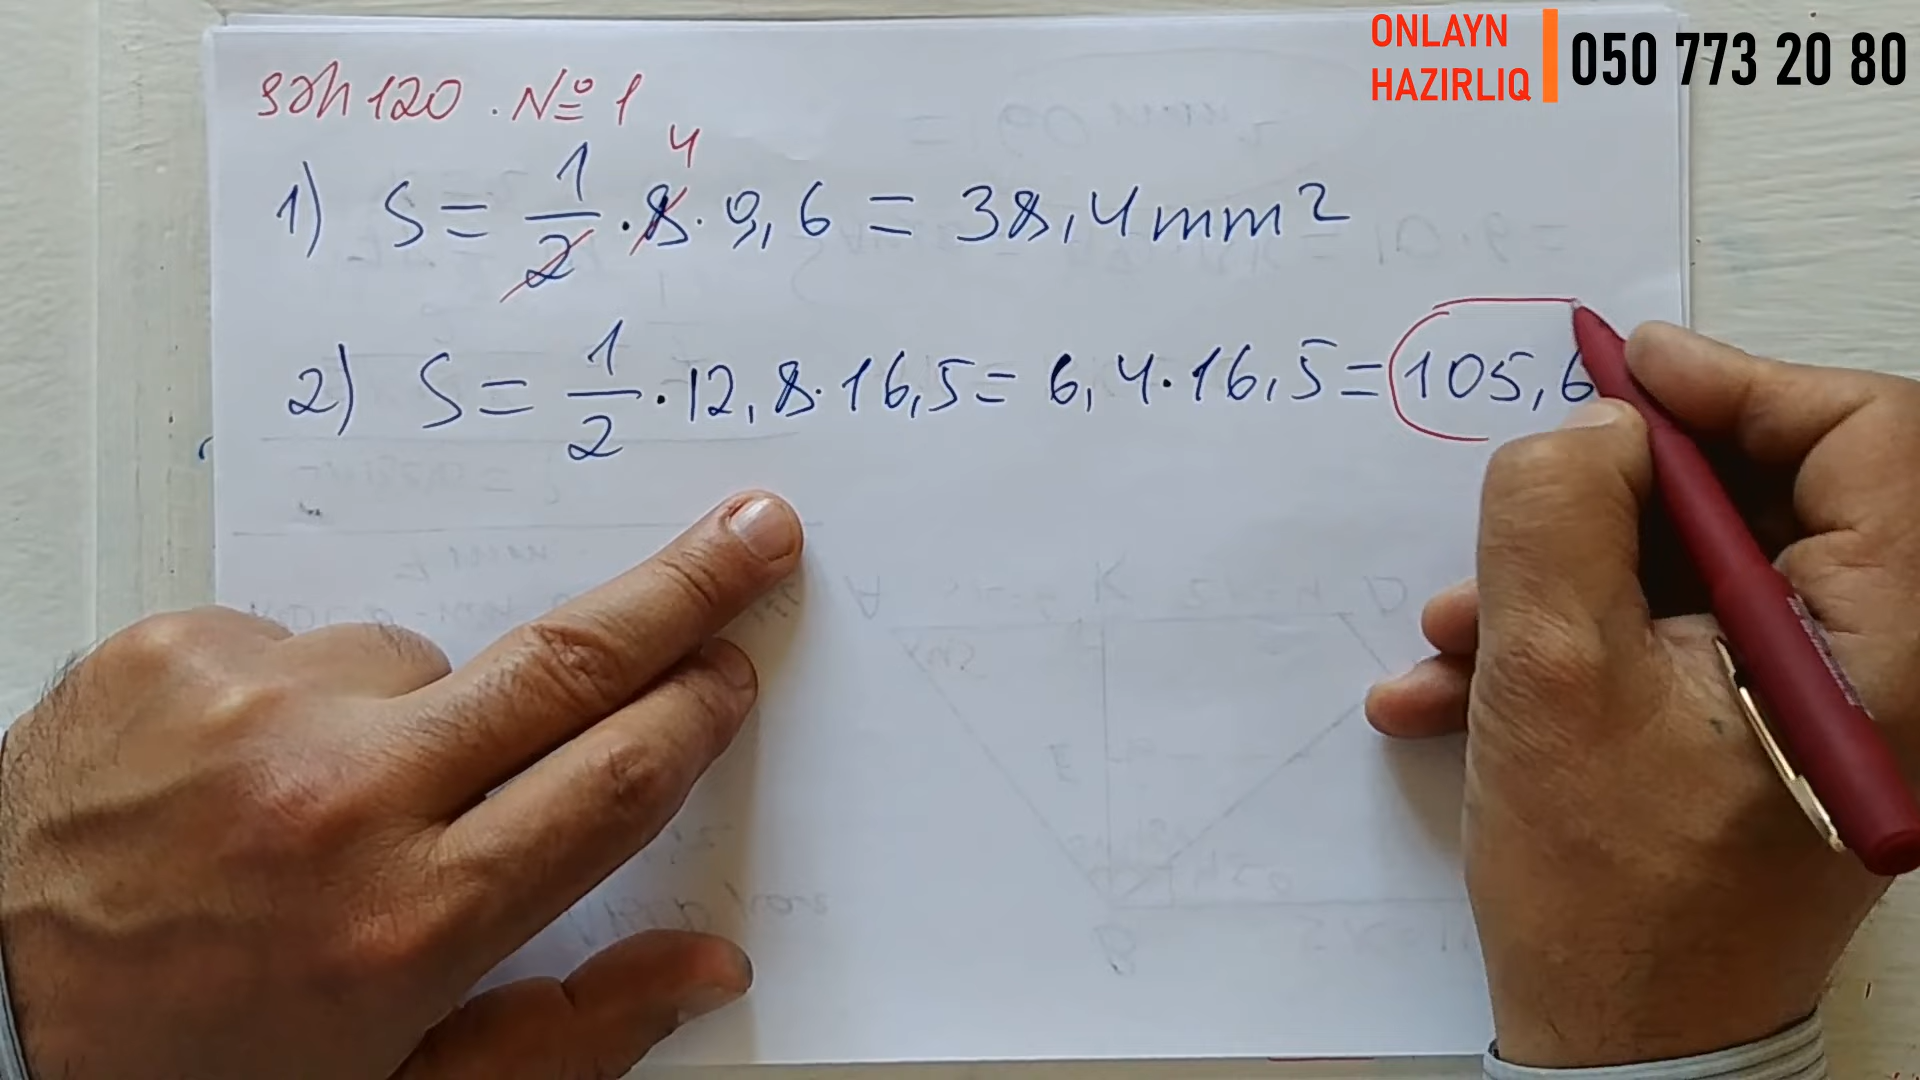 ONLAYN
HAZIRLIQ
050 773 20 80
səh 120. № 1
4
1) S = 1/2 · 8 · 9,6 = 38,4 mm²
2) S = 1/2 · 12,8 · 16,5 = 6,4 · 16,5 = 105,6